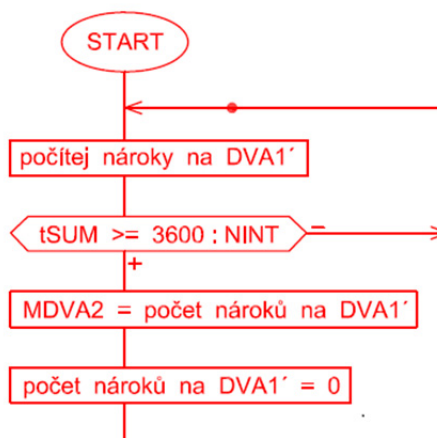 START
počítej nároky na DVA1´
tSUM >= 3600 : NINT
−
+
MDVA2 = počet nároků na DVA1´
počet nároků na DVA1´ = 0